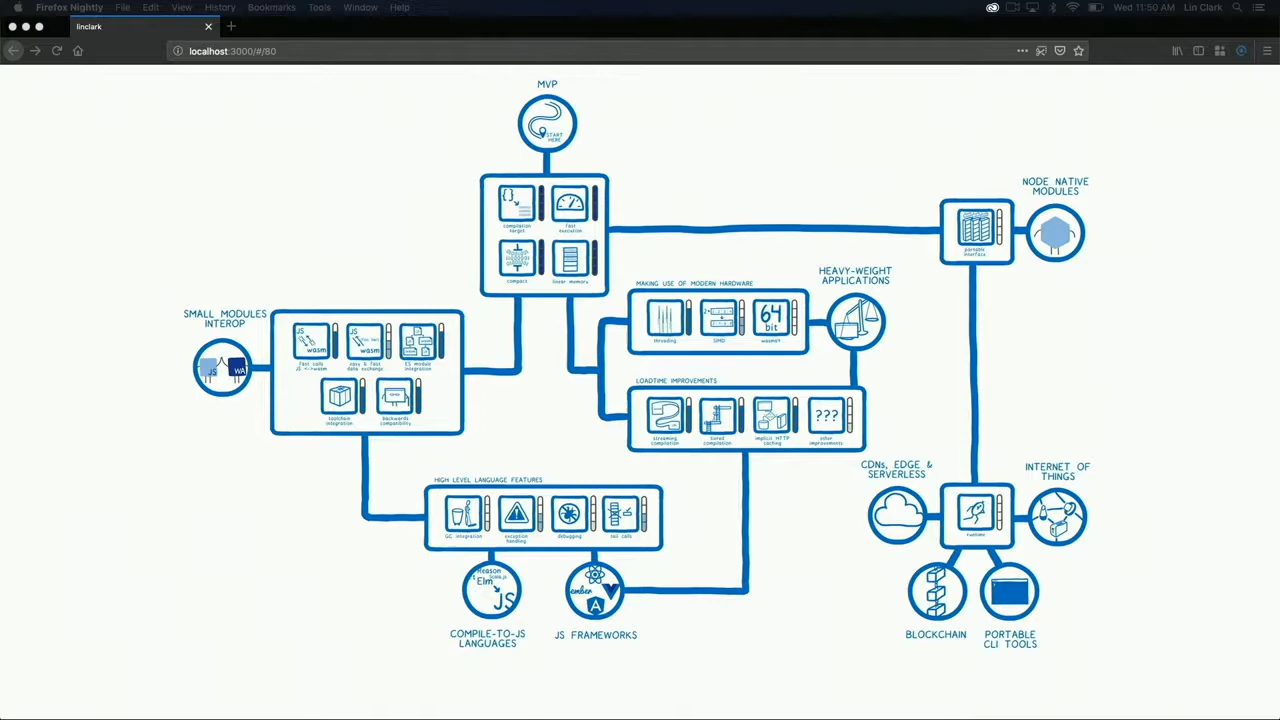 Firefox Nightly File Edit View History Bookmarks Tools Window Help
Wed 11:50 AM Lin Clark
linclark
localhost:3000/#/80
MVP
START
HERE
{}
compilation
target
fast
execution
compact
linear memory
NODE NATIVE
MODULES
portable
interface
HEAVY-WEIGHT
APPLICATIONS
MAKING USE OF MODERN HARDWARE
threading
SIMD
64
bit
wasm64
SMALL MODULES
INTEROP
JS
WA
JS
wasm
fast calls
JS <->wasm
JS
wasm
easy & fast
data exchange
ES module
integration
toolchain
integration
backwards
compatibility
LOADTIME IMPROVEMENTS
streaming
compilation
tiered
compilation
implicit HTTP
caching
???
other
improvements
HIGH LEVEL LANGUAGE FEATURES
GC integration
exception
handling
debugging
tail calls
CDNs, EDGE &
SERVERLESS
INTERNET OF
THINGS
runtime
Reason
Scala.js
Elm
JS
COMPILE-TO-JS
LANGUAGES
ember
A
JS FRAMEWORKS
BLOCKCHAIN
PORTABLE
CLI TOOLS